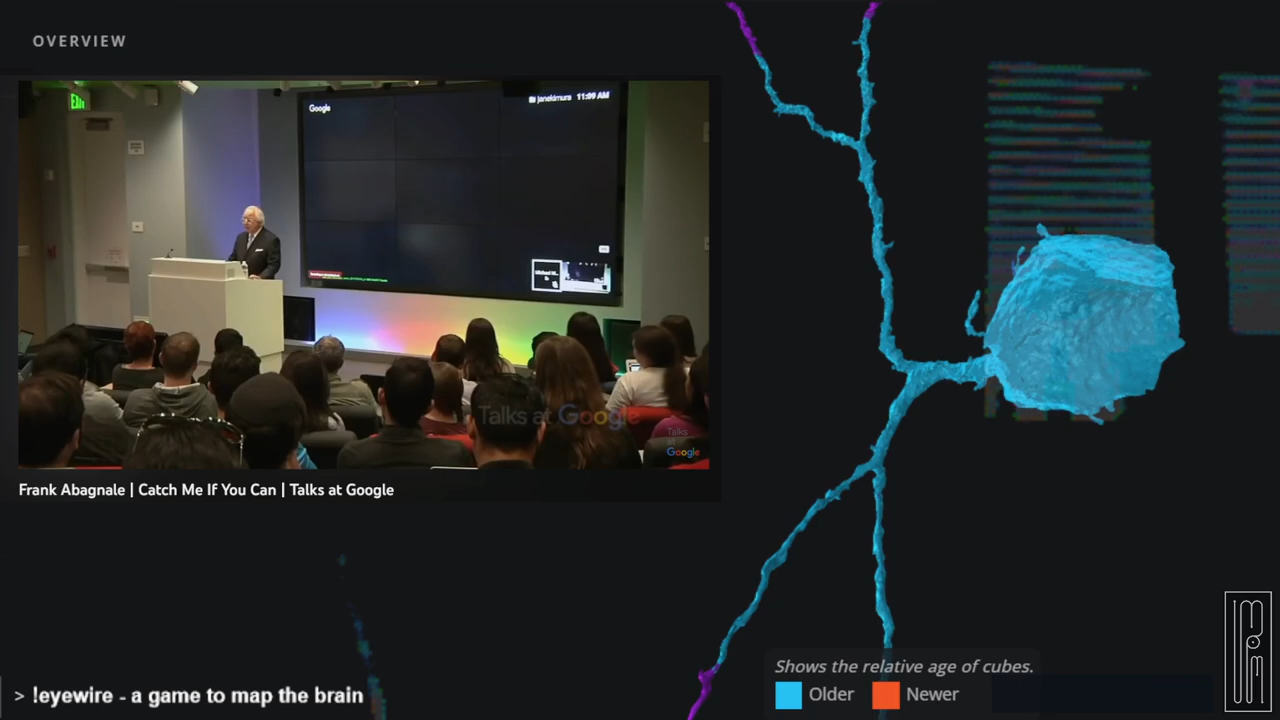 OVERVIEW
EXIT
Google
janekimura 11:09 AM
Talks at Google
Talks
at
Google
Frank Abagnale | Catch Me If You Can | Talks at Google
Shows the relative age of cubes.
Older
Newer
> !eyewire - a game to map the brain